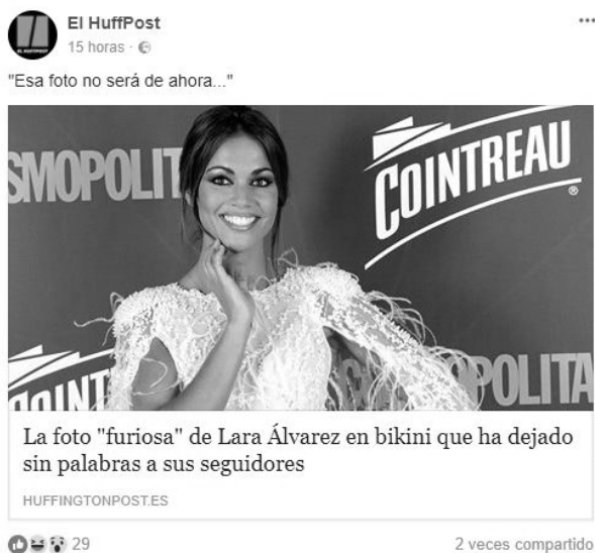 El HuffPost
15 horas ·
"Esa foto no será de ahora..."
SMOPOLIT
COINTREAU
®
COINT
POLITA
La foto "furiosa" de Lara Álvarez en bikini que ha dejado
sin palabras a sus seguidores
HUFFINGTONPOST.ES
29
2 veces compartido